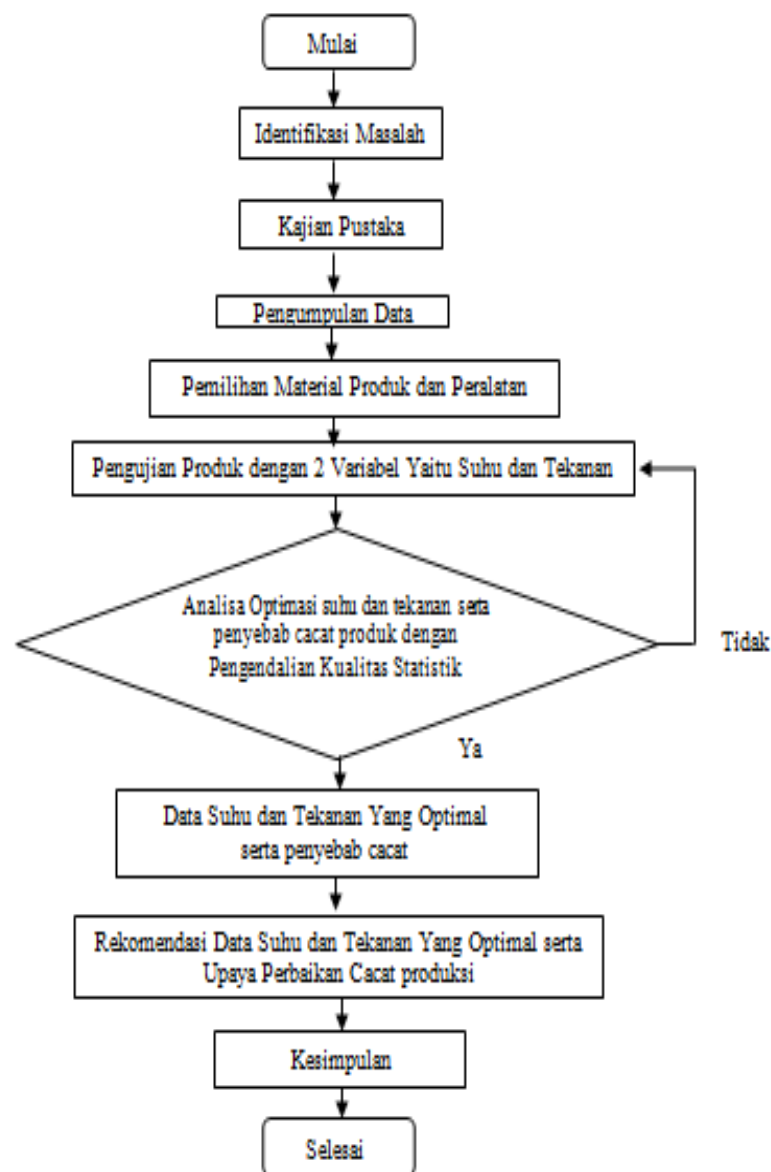 Mulai
Identifikasi Masalah
Kajian Pustaka
Pengumpulan Data
Pemilihan Material Produk dan Peralatan
Pengujian Produk dengan 2 Variabel Yaitu Suhu dan Tekanan
Analisa Optimasi suhu dan tekanan serta
penyebab cacat produk dengan
Pengendalian Kualitas Statistik
Tidak
Ya
Data Suhu dan Tekanan Yang Optimal
serta penyebab cacat
Rekomendasi Data Suhu dan Tekanan Yang Optimal serta
Upaya Perbaikan Cacat produksi
Kesimpulan
Selesai